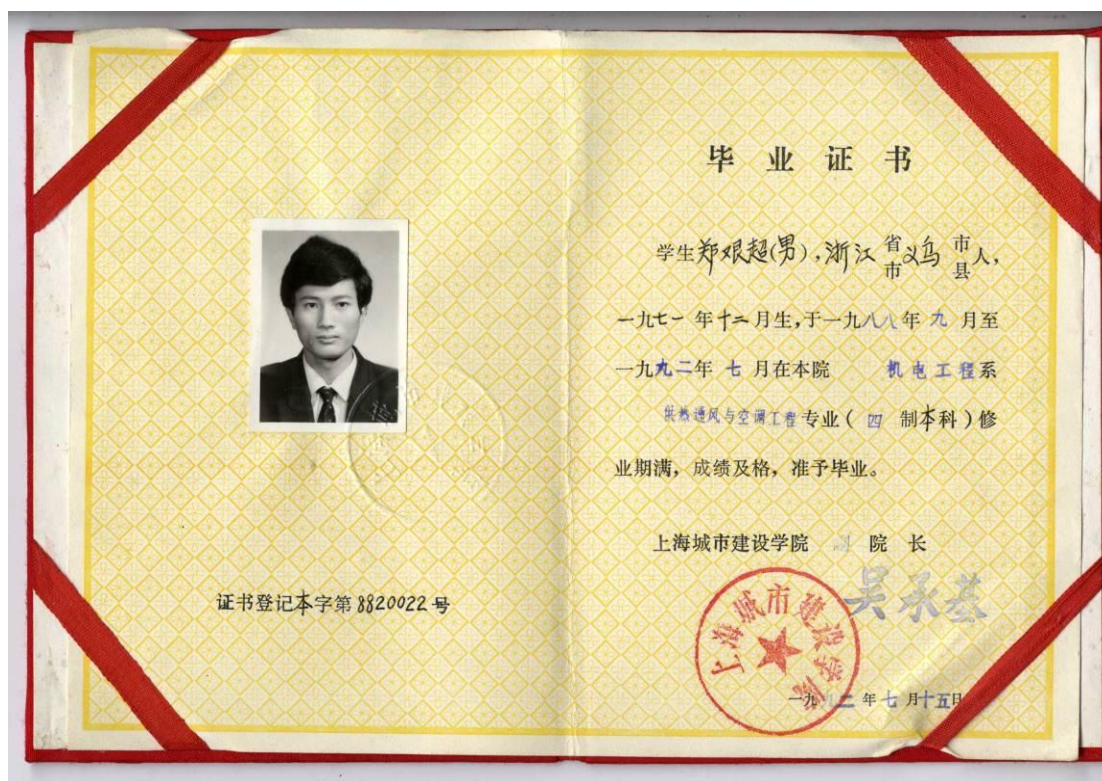 证书登记本字第8820022号
毕业证书
学生郑艰超(男),浙江省市义乌市县人,
一九七一年十二月生,于一九八八年九月至
一九九二年七月在本院 机电工程系
供热通风与空调工程专业(四制本科)修
业期满,成绩及格,准予毕业。
上海城市建设学院 院长
吴承基
上海城市建设学院
一九九二年七月十五日